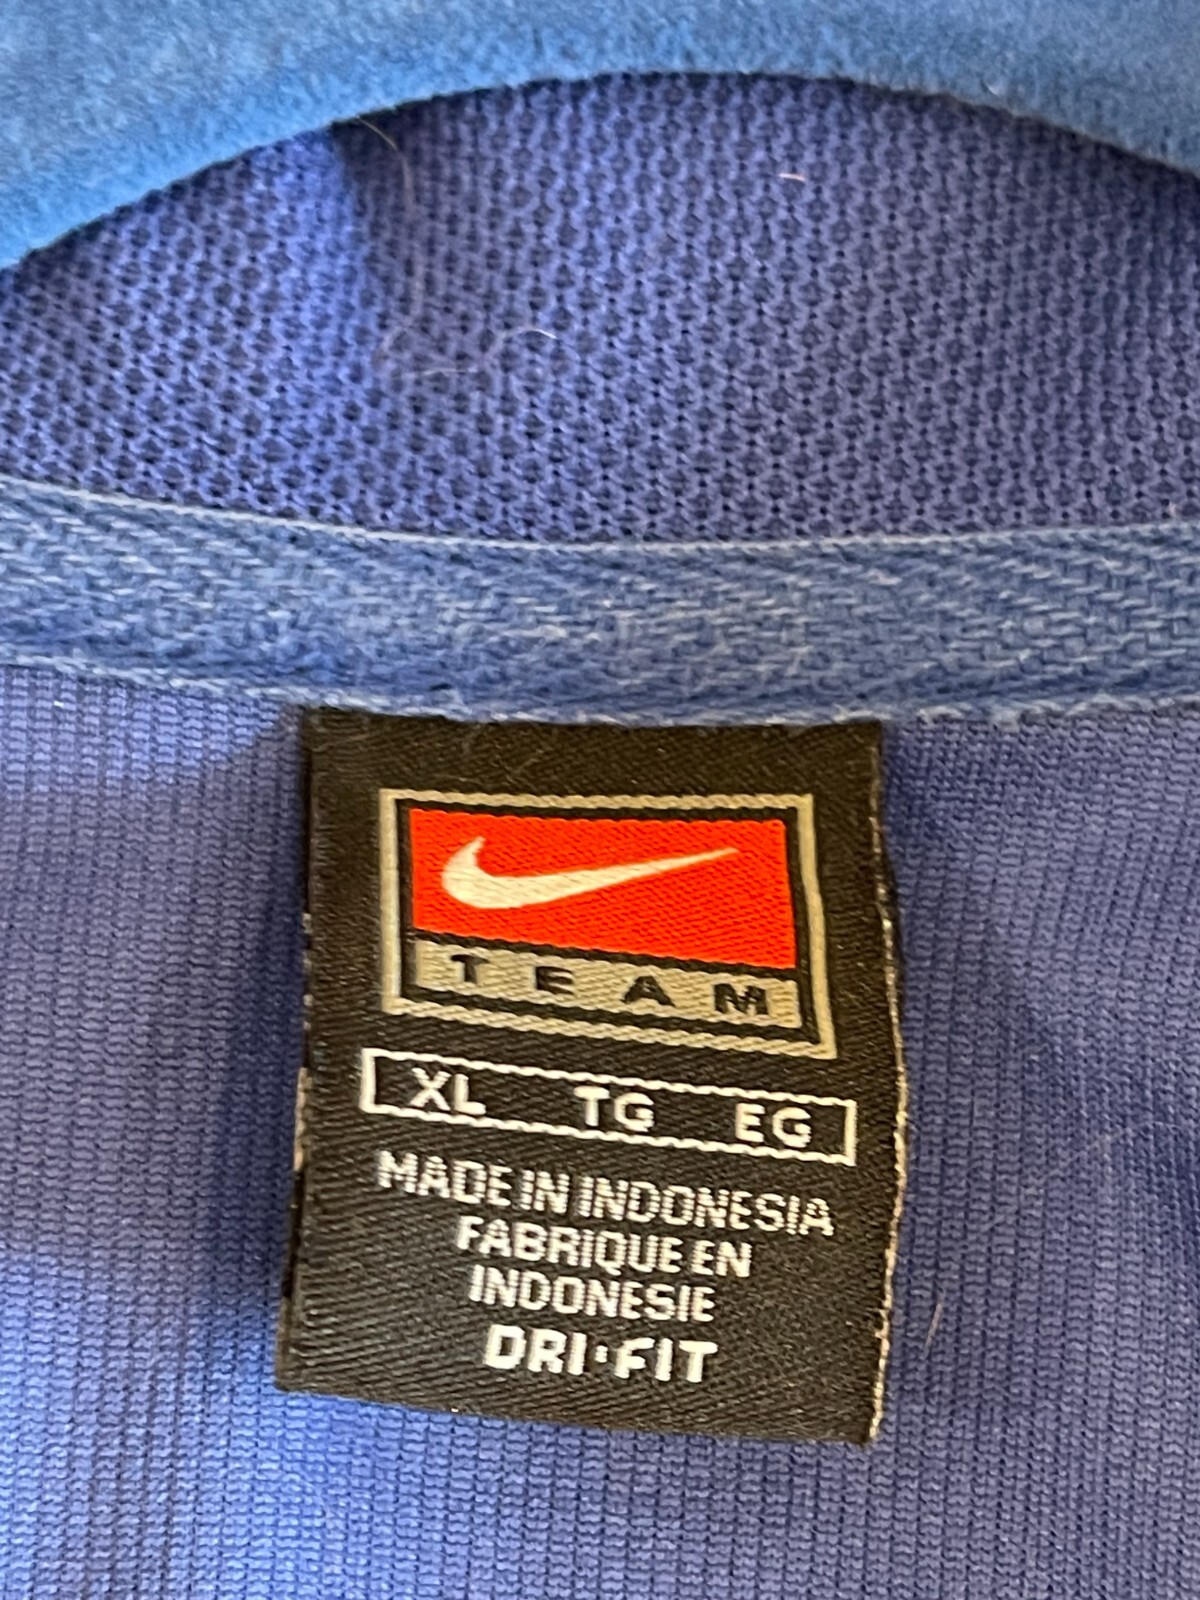 TEAM
XL TG EG
MADE IN INDONESIA
FABRIQUE EN
INDONESIE
DRI·FIT